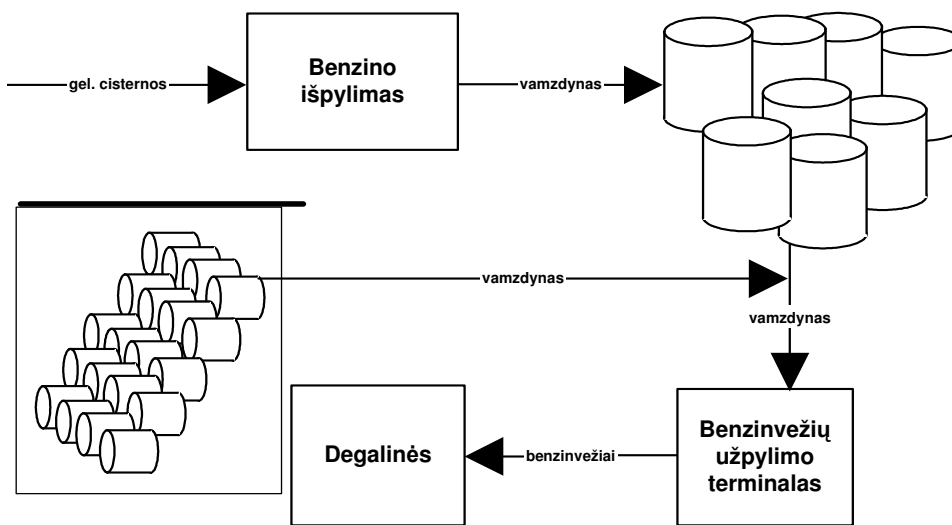 gel. cisternos
Benzino
išpylimas
vamzdynas
vamzdynas
vamzdynas
Degalinės
benzinvežiai
Benzinvežių
užpylimo
terminalas